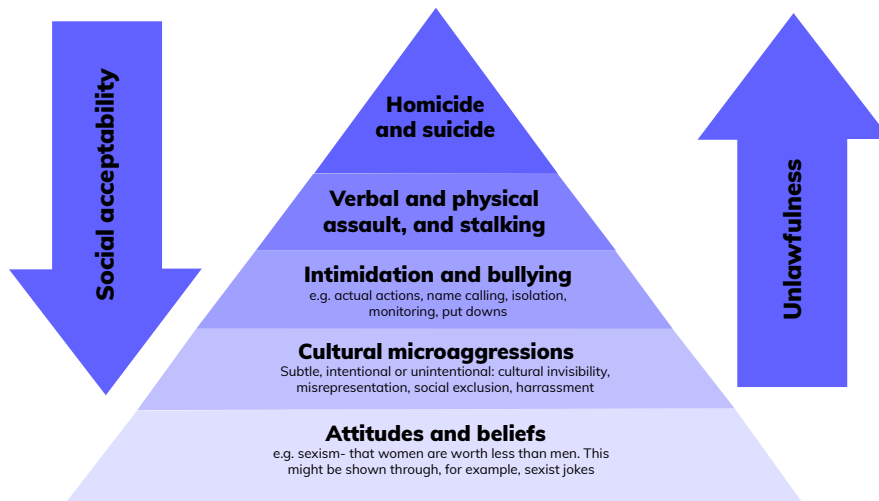 Social acceptability
Homicide
and suicide
Verbal and physical
assault, and stalking
Intimidation and bullying
e.g. actual actions, name calling, isolation,
monitoring, put downs
Cultural microaggressions
Subtle, intentional or unintentional: cultural invisibility,
misrepresentation, social exclusion, harrassment
Attitudes and beliefs
e.g. sexism- that women are worth less than men. This
might be shown through, for example, sexist jokes
Unlawfulness